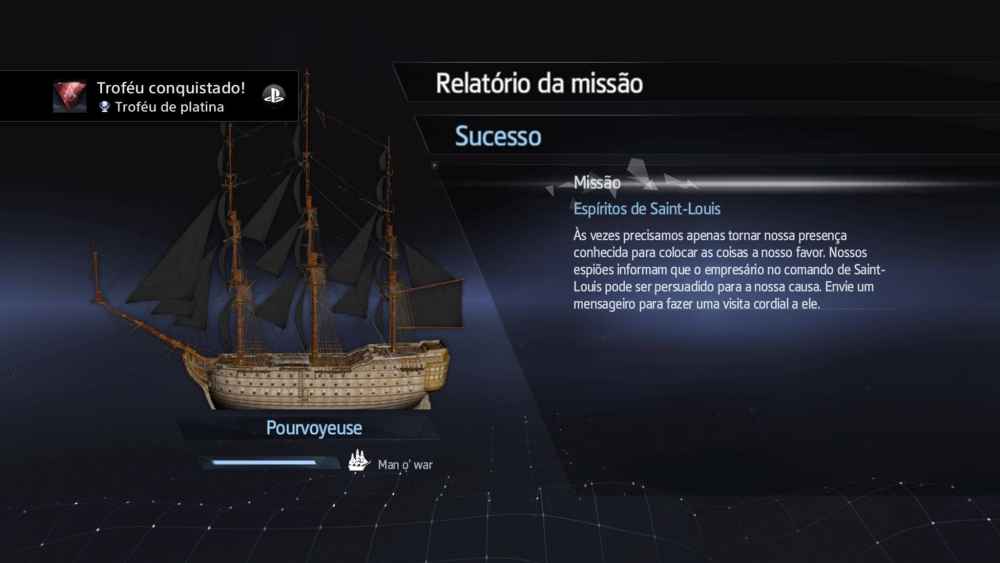 Troféu conquistado!
Troféu de platina
Relatório da missão
Sucesso
Missão
Espíritos de Saint-Louis
Às vezes precisamos apenas tornar nossa presença
conhecida para colocar as coisas a nosso favor. Nossos
espiões informam que o empresário no comando de Saint-
Louis pode ser persuadido para a nossa causa. Envie um
mensageiro para fazer uma visita cordial a ele.
Pourvoyeuse
Man o' war